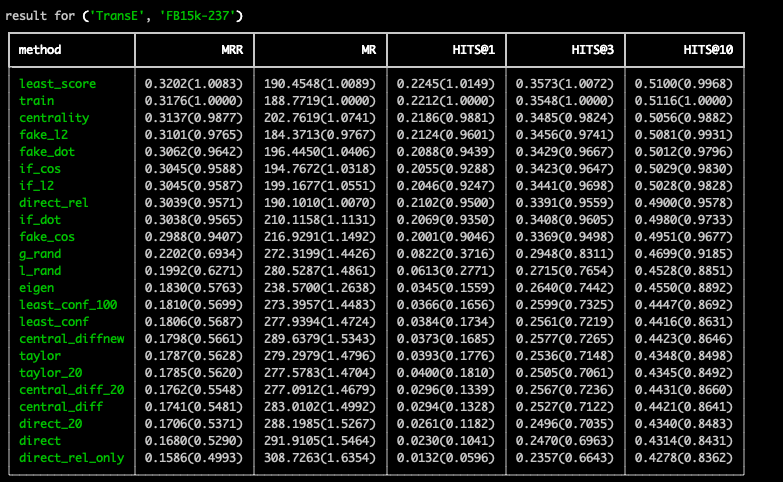 result for ('TransE', 'FB15k-237')
method MRR MR HITS@1 HITS@3 HITS@10
least_score 0.3202(1.0083) 190.4548(1.0089) 0.2245(1.0149) 0.3573(1.0072) 0.5100(0.9968)
train 0.3176(1.0000) 188.7719(1.0000) 0.2212(1.0000) 0.3548(1.0000) 0.5116(1.0000)
centrality 0.3137(0.9877) 202.7619(1.0741) 0.2186(0.9881) 0.3485(0.9824) 0.5056(0.9882)
fake_l2 0.3101(0.9765) 184.3713(0.9767) 0.2124(0.9601) 0.3456(0.9741) 0.5081(0.9931)
fake_dot 0.3062(0.9642) 196.4450(1.0406) 0.2088(0.9439) 0.3429(0.9667) 0.5012(0.9796)
if_cos 0.3045(0.9588) 194.7672(1.0318) 0.2055(0.9288) 0.3423(0.9647) 0.5029(0.9830)
if_l2 0.3045(0.9587) 199.1677(1.0551) 0.2046(0.9247) 0.3441(0.9698) 0.5028(0.9828)
direct_rel 0.3039(0.9571) 190.1010(1.0070) 0.2102(0.9500) 0.3391(0.9559) 0.4900(0.9578)
if_dot 0.3038(0.9565) 210.1158(1.1131) 0.2069(0.9350) 0.3408(0.9605) 0.4980(0.9733)
fake_cos 0.2988(0.9407) 216.9291(1.1492) 0.2001(0.9046) 0.3369(0.9498) 0.4951(0.9677)
g_rand 0.2202(0.6934) 272.3199(1.4426) 0.0822(0.3716) 0.2948(0.8311) 0.4699(0.9185)
l_rand 0.1992(0.6271) 280.5287(1.4861) 0.0613(0.2771) 0.2715(0.7654) 0.4528(0.8851)
eigen 0.1830(0.5763) 238.5700(1.2638) 0.0345(0.1559) 0.2640(0.7442) 0.4550(0.8892)
least_conf_100 0.1810(0.5699) 273.3957(1.4483) 0.0366(0.1656) 0.2599(0.7325) 0.4447(0.8692)
least_conf 0.1806(0.5687) 277.9394(1.4724) 0.0384(0.1734) 0.2561(0.7219) 0.4416(0.8631)
central_diffnew 0.1798(0.5661) 289.6379(1.5343) 0.0373(0.1685) 0.2577(0.7265) 0.4423(0.8646)
taylor 0.1787(0.5628) 279.2979(1.4796) 0.0393(0.1776) 0.2536(0.7148) 0.4348(0.8498)
taylor_20 0.1785(0.5620) 277.5783(1.4704) 0.0400(0.1810) 0.2505(0.7061) 0.4345(0.8492)
central_diff_20 0.1762(0.5548) 277.0912(1.4679) 0.0296(0.1339) 0.2567(0.7236) 0.4431(0.8660)
central_diff 0.1741(0.5481) 283.0102(1.4992) 0.0294(0.1328) 0.2527(0.7122) 0.4421(0.8641)
direct_20 0.1706(0.5371) 288.1985(1.5267) 0.0261(0.1182) 0.2496(0.7035) 0.4340(0.8483)
direct 0.1680(0.5290) 291.9105(1.5464) 0.0230(0.1041) 0.2470(0.6963) 0.4314(0.8431)
direct_rel_only 0.1586(0.4993) 308.7263(1.6354) 0.0132(0.0596) 0.2357(0.6643) 0.4278(0.8362)